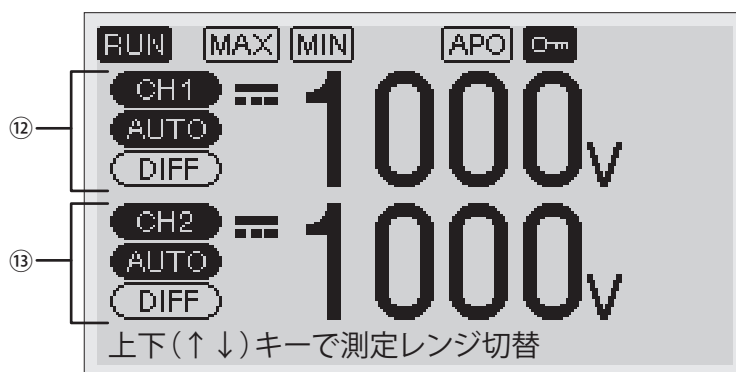 RUN MAX MIN APO
⑫ CH1 1000V
AUTO
DIFF
⑬ CH2 1000V
AUTO
DIFF
上下(↑↓)キーで測定レンジ切替